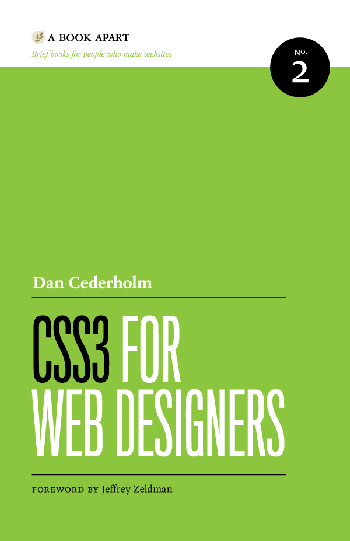 A BOOK APART
Brief books for people who make websites
No.
2
Dan Cederholm
CSS3 FOR
WEB DESIGNERS
FOREWORD BY Jeffrey Zeldman